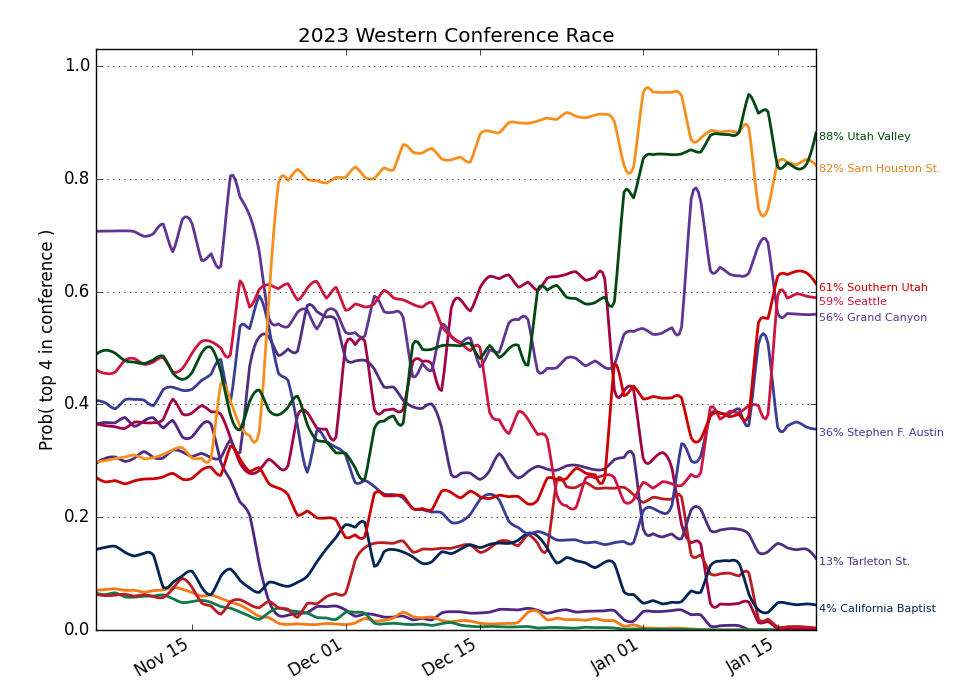 2023 Western Conference Race
Prob( top 4 in conference )
1.0
0.8
0.6
0.4
0.2
0.0
Nov 15
Dec 01
Dec 15
Jan 01
Jan 15
88% Utah Valley
82% Sam Houston St.
61% Southern Utah
59% Seattle
56% Grand Canyon
36% Stephen F. Austin
13% Tarleton St.
4% California Baptist